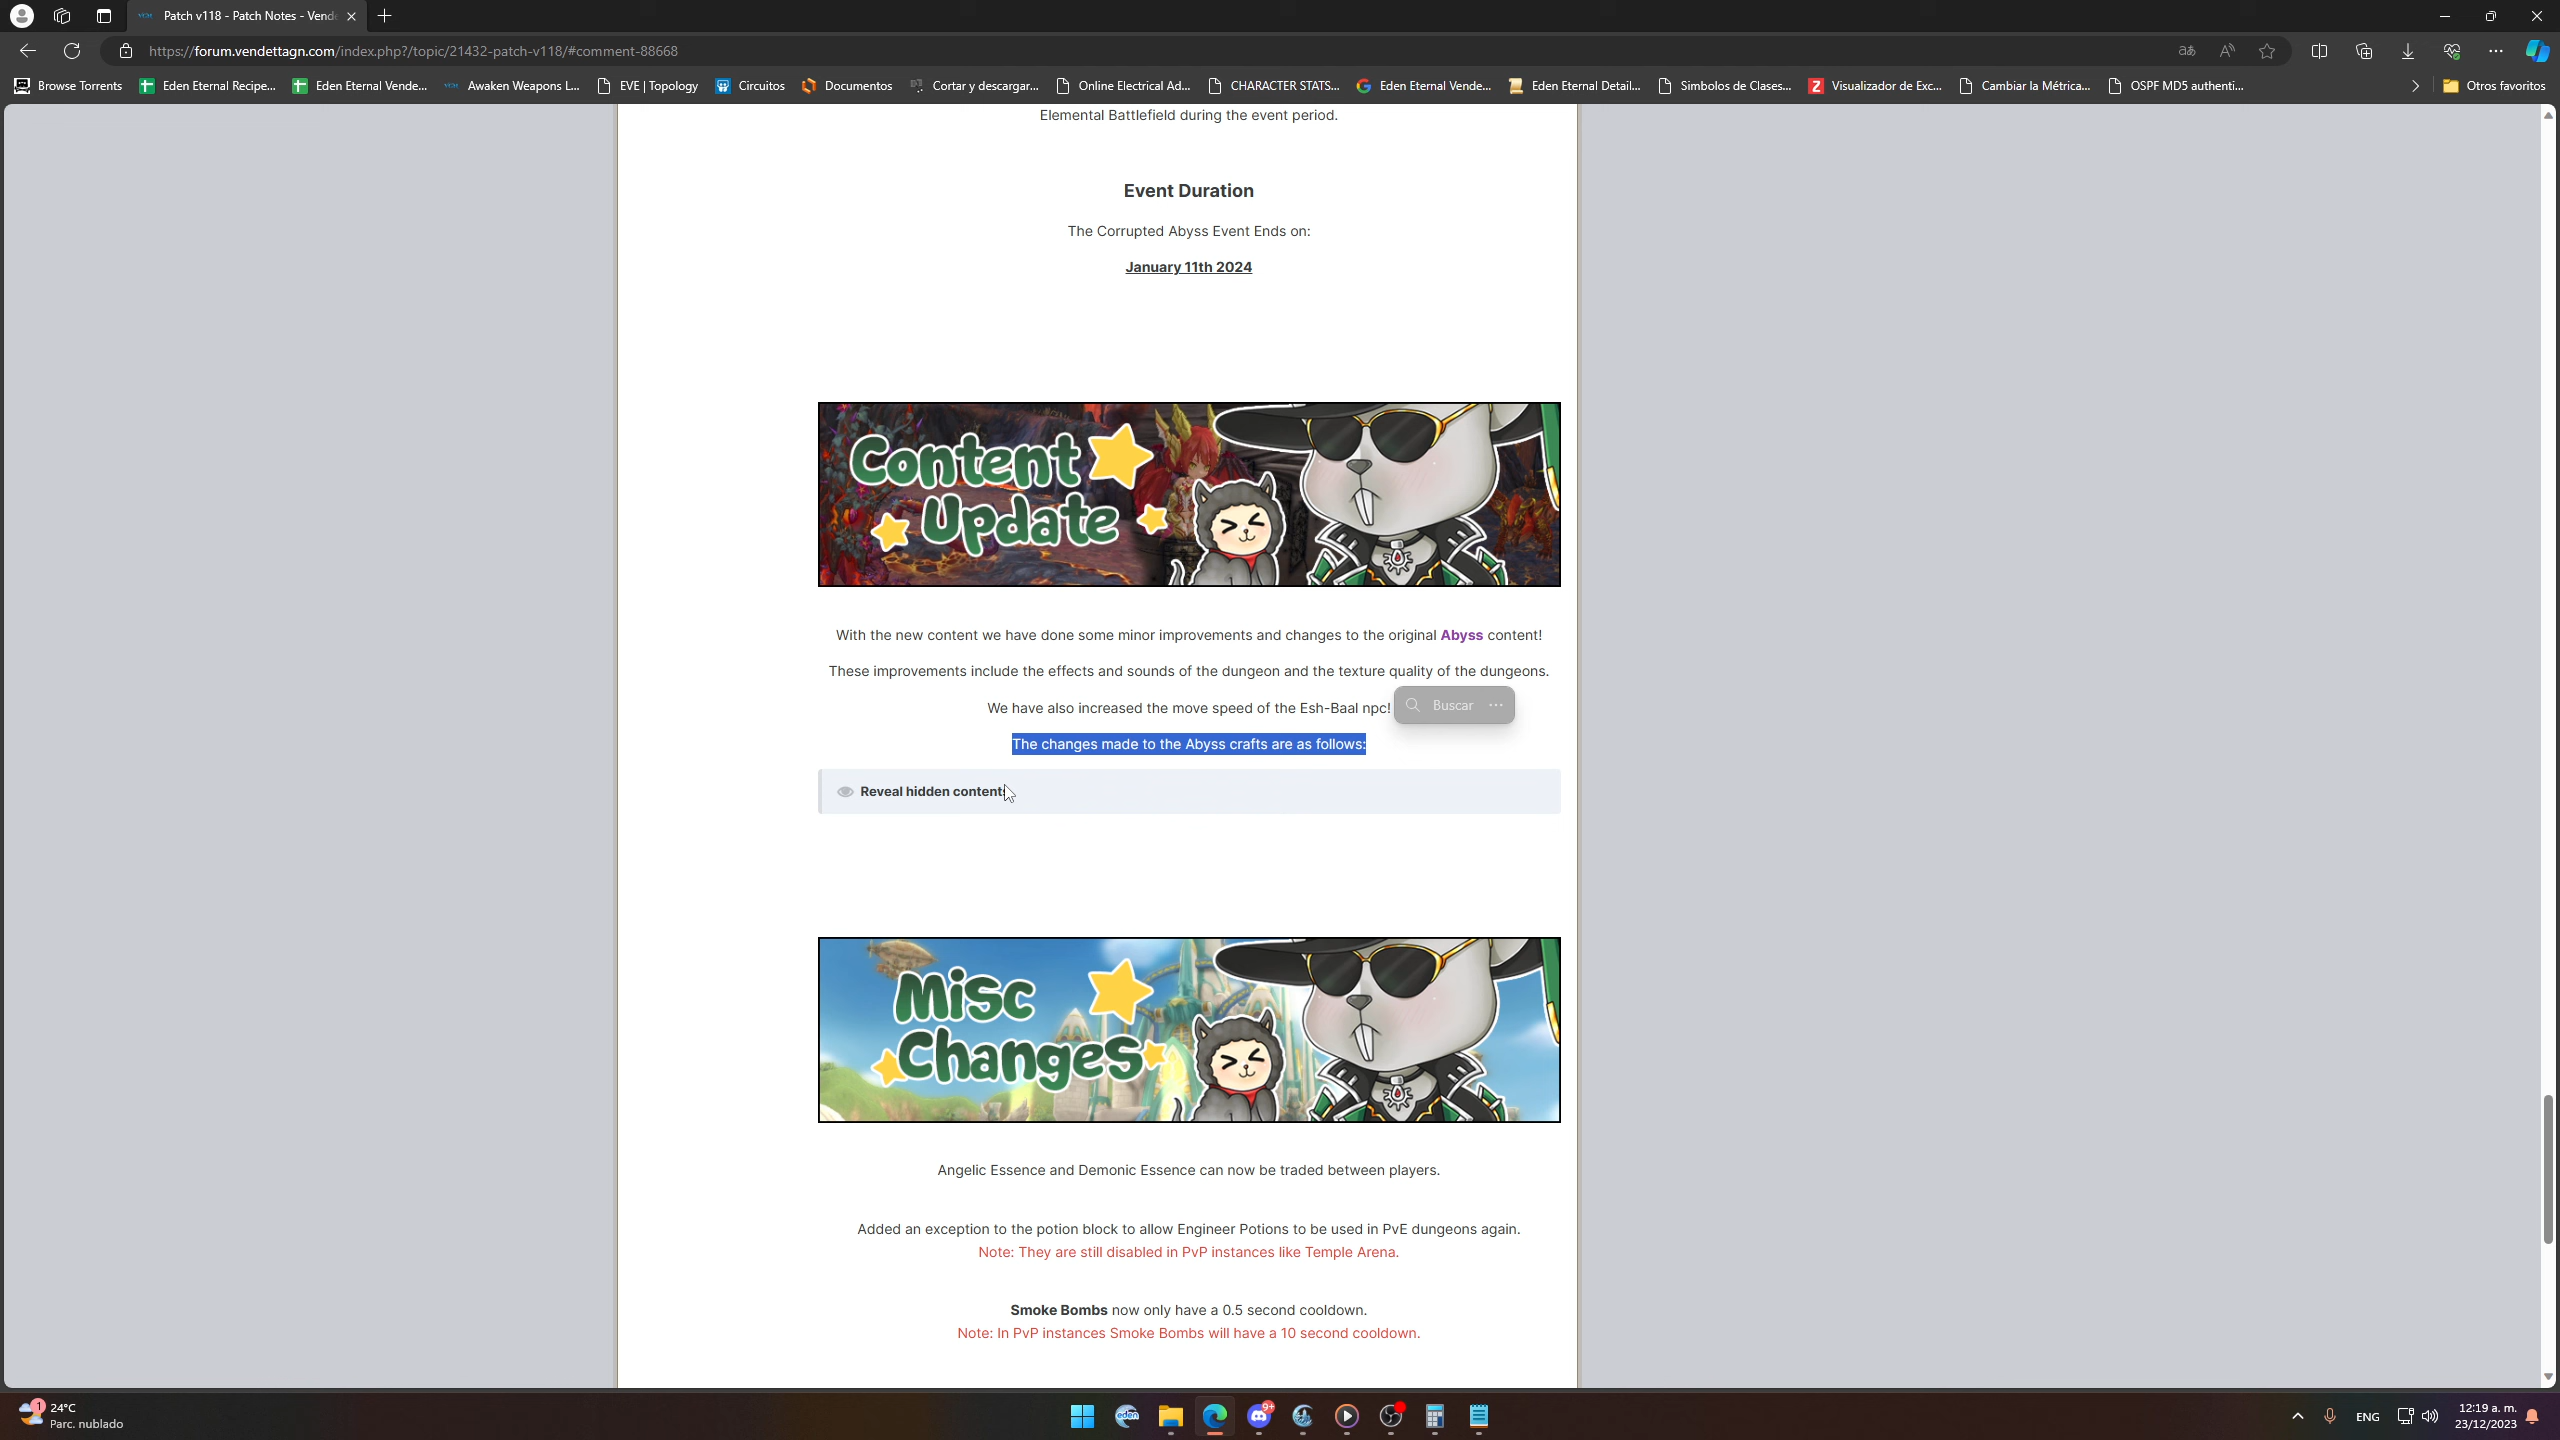 Patch v118 - Patch Notes - Vende
https://forum.vendettagn.com/index.php?/topic/21432-patch-v118/#comment-88668
Browse Torrents
Eden Eternal Recipe...
Eden Eternal Vende...
Awaken Weapons L...
EVE | Topology
Circuitos
Documentos
Cortar y descargar...
Online Electrical Ad...
CHARACTER STATS...
Eden Eternal Vende...
Eden Eternal Detail...
Simbolos de Clases...
Visualizador de Exc...
Cambiar la Métrica...
OSPF MD5 authenti...
Otros favoritos
Elemental Battlefield during the event period.
Event Duration
The Corrupted Abyss Event Ends on:
January 11th 2024
Content
Update
With the new content we have done some minor improvements and changes to the original Abyss content!
These improvements include the effects and sounds of the dungeon and the texture quality of the dungeons.
We have also increased the move speed of the Esh-Baal npc!
Buscar
The changes made to the Abyss crafts are as follows:
Reveal hidden contents
Misc
Changes
Angelic Essence and Demonic Essence can now be traded between players.
Added an exception to the potion block to allow Engineer Potions to be used in PvE dungeons again.
Note: They are still disabled in PvP instances like Temple Arena.
Smoke Bombs now only have a 0.5 second cooldown.
Note: In PvP instances Smoke Bombs will have a 10 second cooldown.
1
24°C
Parc. nublado
eden
9+
ENG
12:19 a. m.
23/12/2023